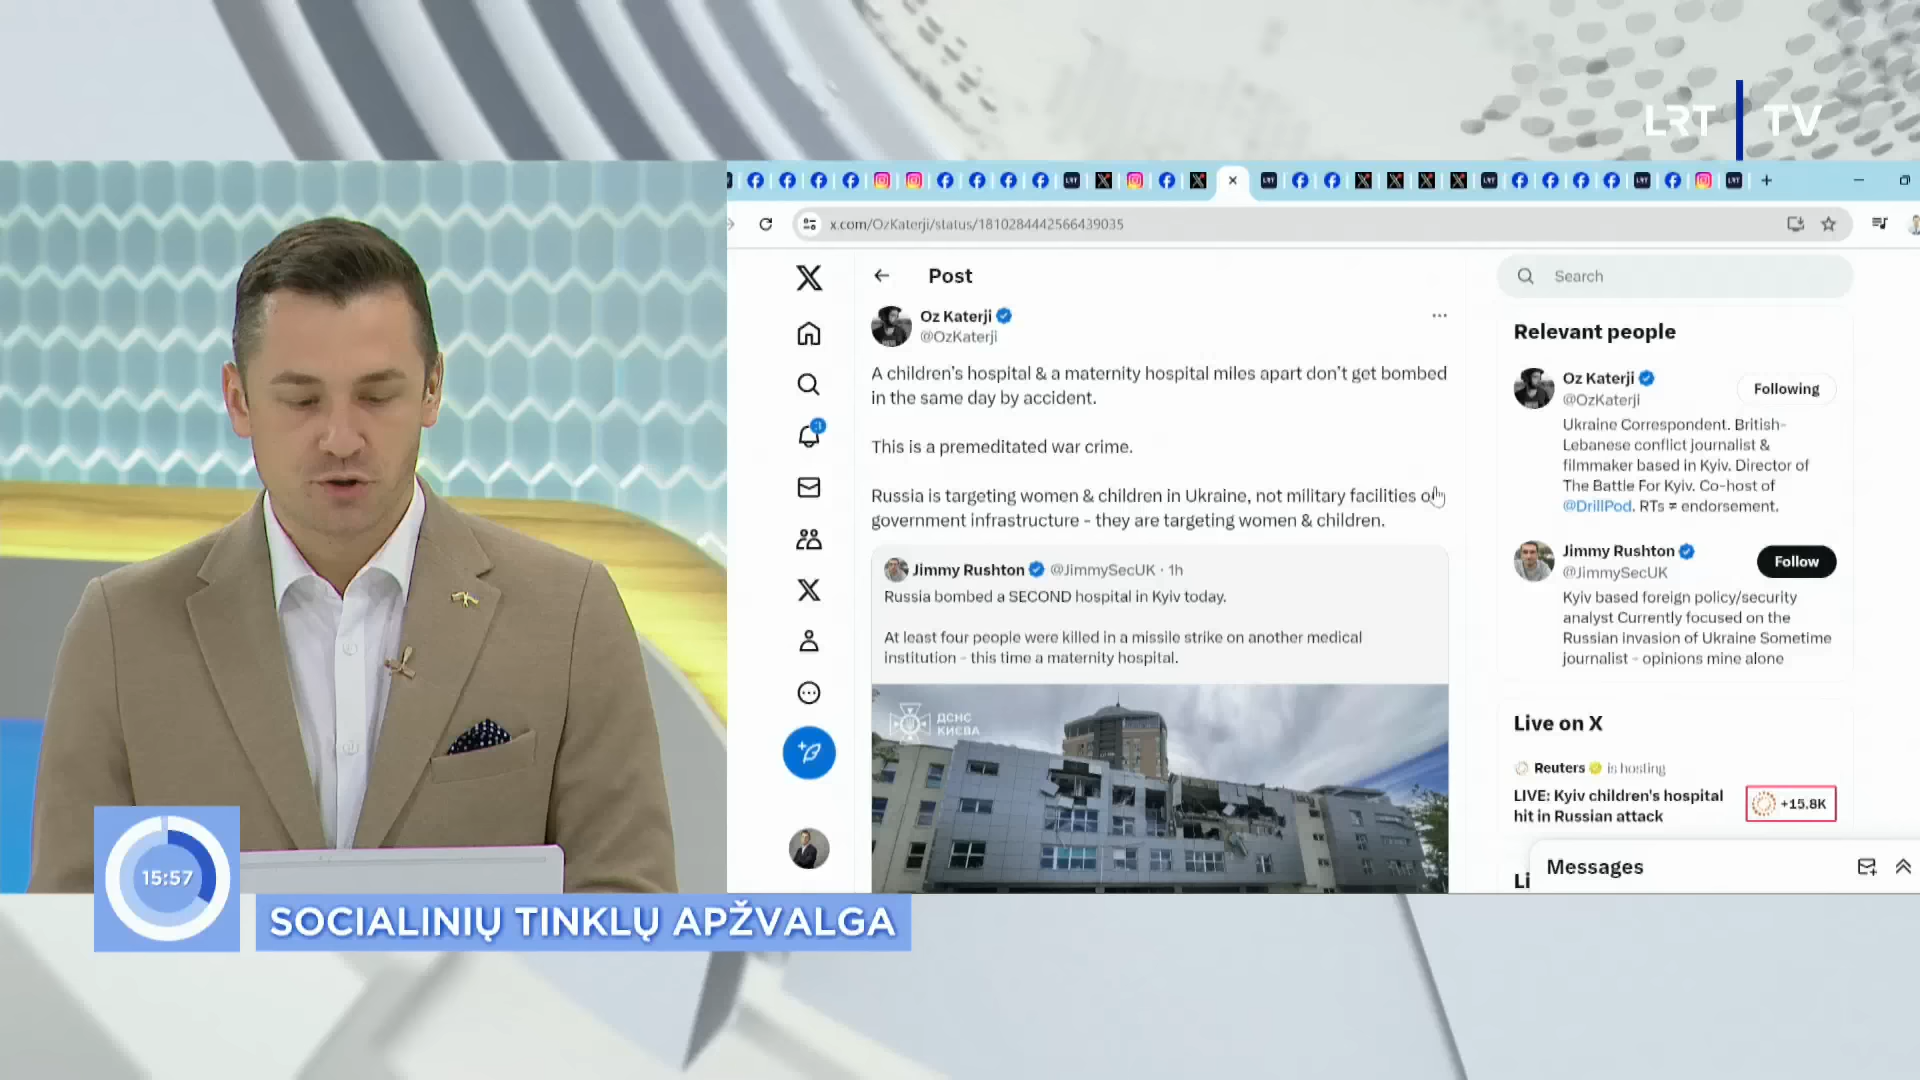 LRT TV
LRT
LRT
LRT
LRT
LRT
x.com/OzKaterji/status/1810284442566439035
Post
Search
Oz Katerji
@OzKaterji
A children's hospital & a maternity hospital miles apart don't get bombed
in the same day by accident.
This is a premeditated war crime.
Russia is targeting women & children in Ukraine, not military facilities
government infrastructure - they are targeting women & children.
Jimmy Rushton @JimmySecUK · 1h
Russia bombed a SECOND hospital in Kyiv today.
At least four people were killed in a missile strike on another medical
institution - this time a maternity hospital.
ДСНС
КИЄВА
Relevant people
Oz Katerji
@OzKaterji
Following
Ukraine Correspondent. British-
Lebanese conflict journalist &
filmmaker based in Kyiv. Director of
The Battle For Kyiv. Co-host of
@DrillPod. RTs ≠ endorsement.
Jimmy Rushton
@JimmySecUK
Follow
Kyiv based foreign policy/security
analyst Currently focused on the
Russian invasion of Ukraine Sometime
journalist - opinions mine alone
Live on X
Reuters is hosting
LIVE: Kyiv children's hospital
hit in Russian attack
+15.8K
Li
Messages
15:57
SOCIALINIŲ TINKLŲ APŽVALGA